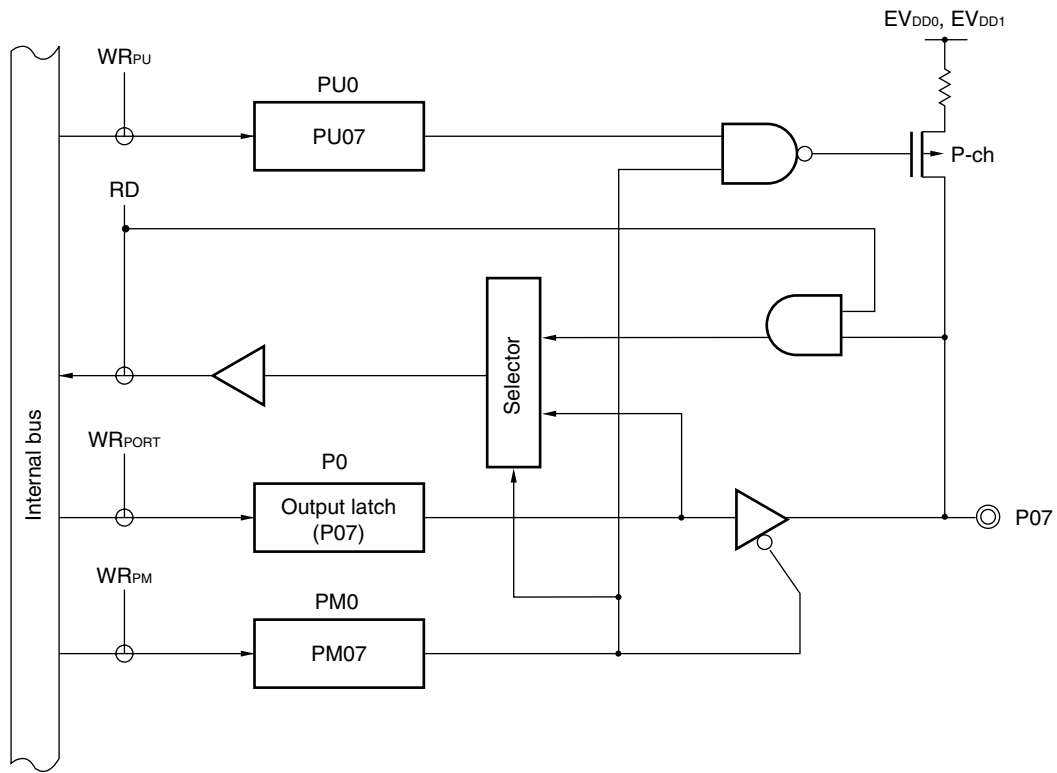 EVDD0, EVDD1
WRPU
PU0
PU07
P-ch
RD
Selector
Internal bus
WRPORT
P0
Output latch
(P07)
P07
WRPM
PM0
PM07